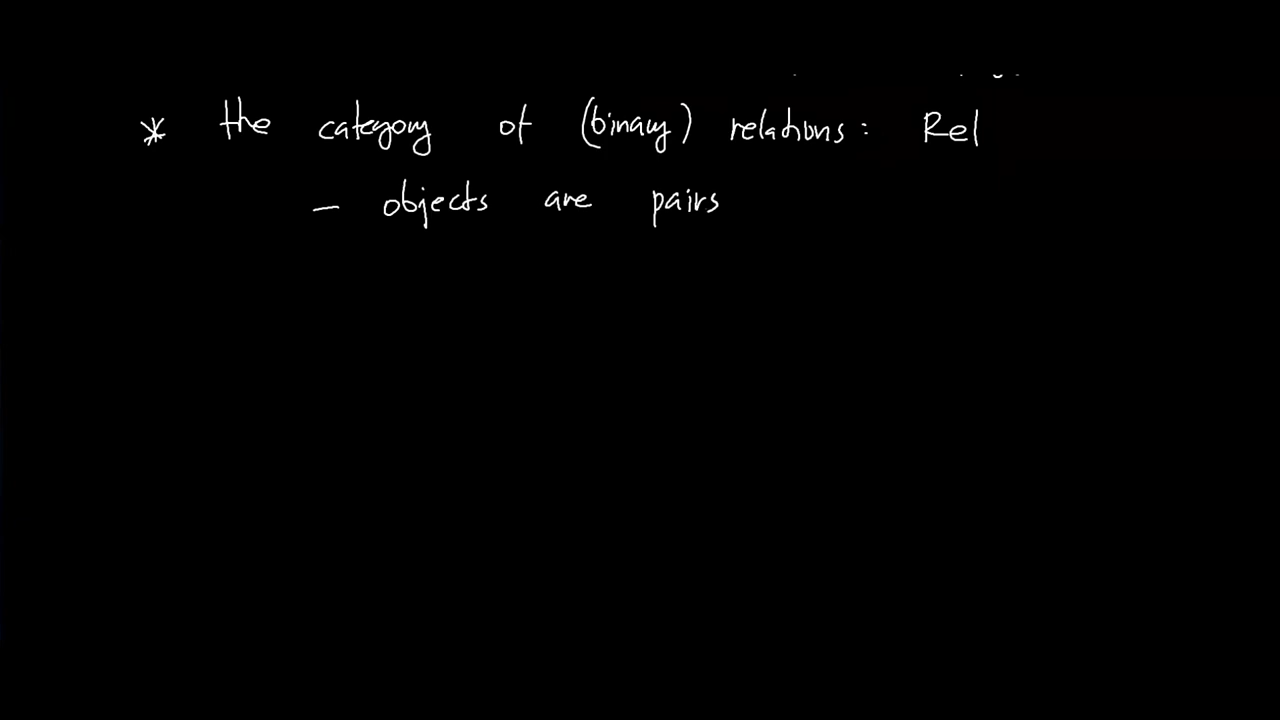 * the category of (binary) relations: Rel
— objects are pairs